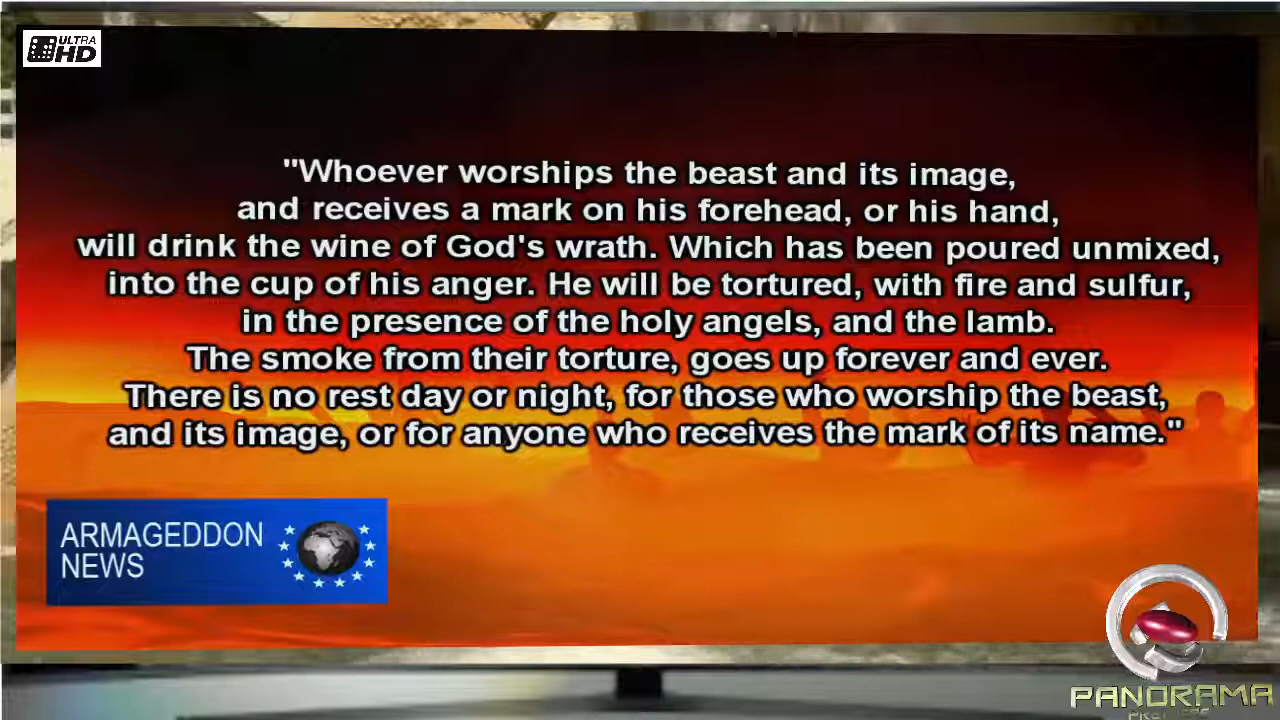 ULTRA
HD
"Whoever worships the beast and its image,
and receives a mark on his forehead, or his hand,
will drink the wine of God's wrath. Which has been poured unmixed,
into the cup of his anger. He will be tortured, with fire and sulfur,
in the presence of the holy angels, and the lamb.
The smoke from their torture, goes up forever and ever.
There is no rest day or night, for those who worship the beast,
and its image, or for anyone who receives the mark of its name."
ARMAGEDDON
NEWS
PANORAMA